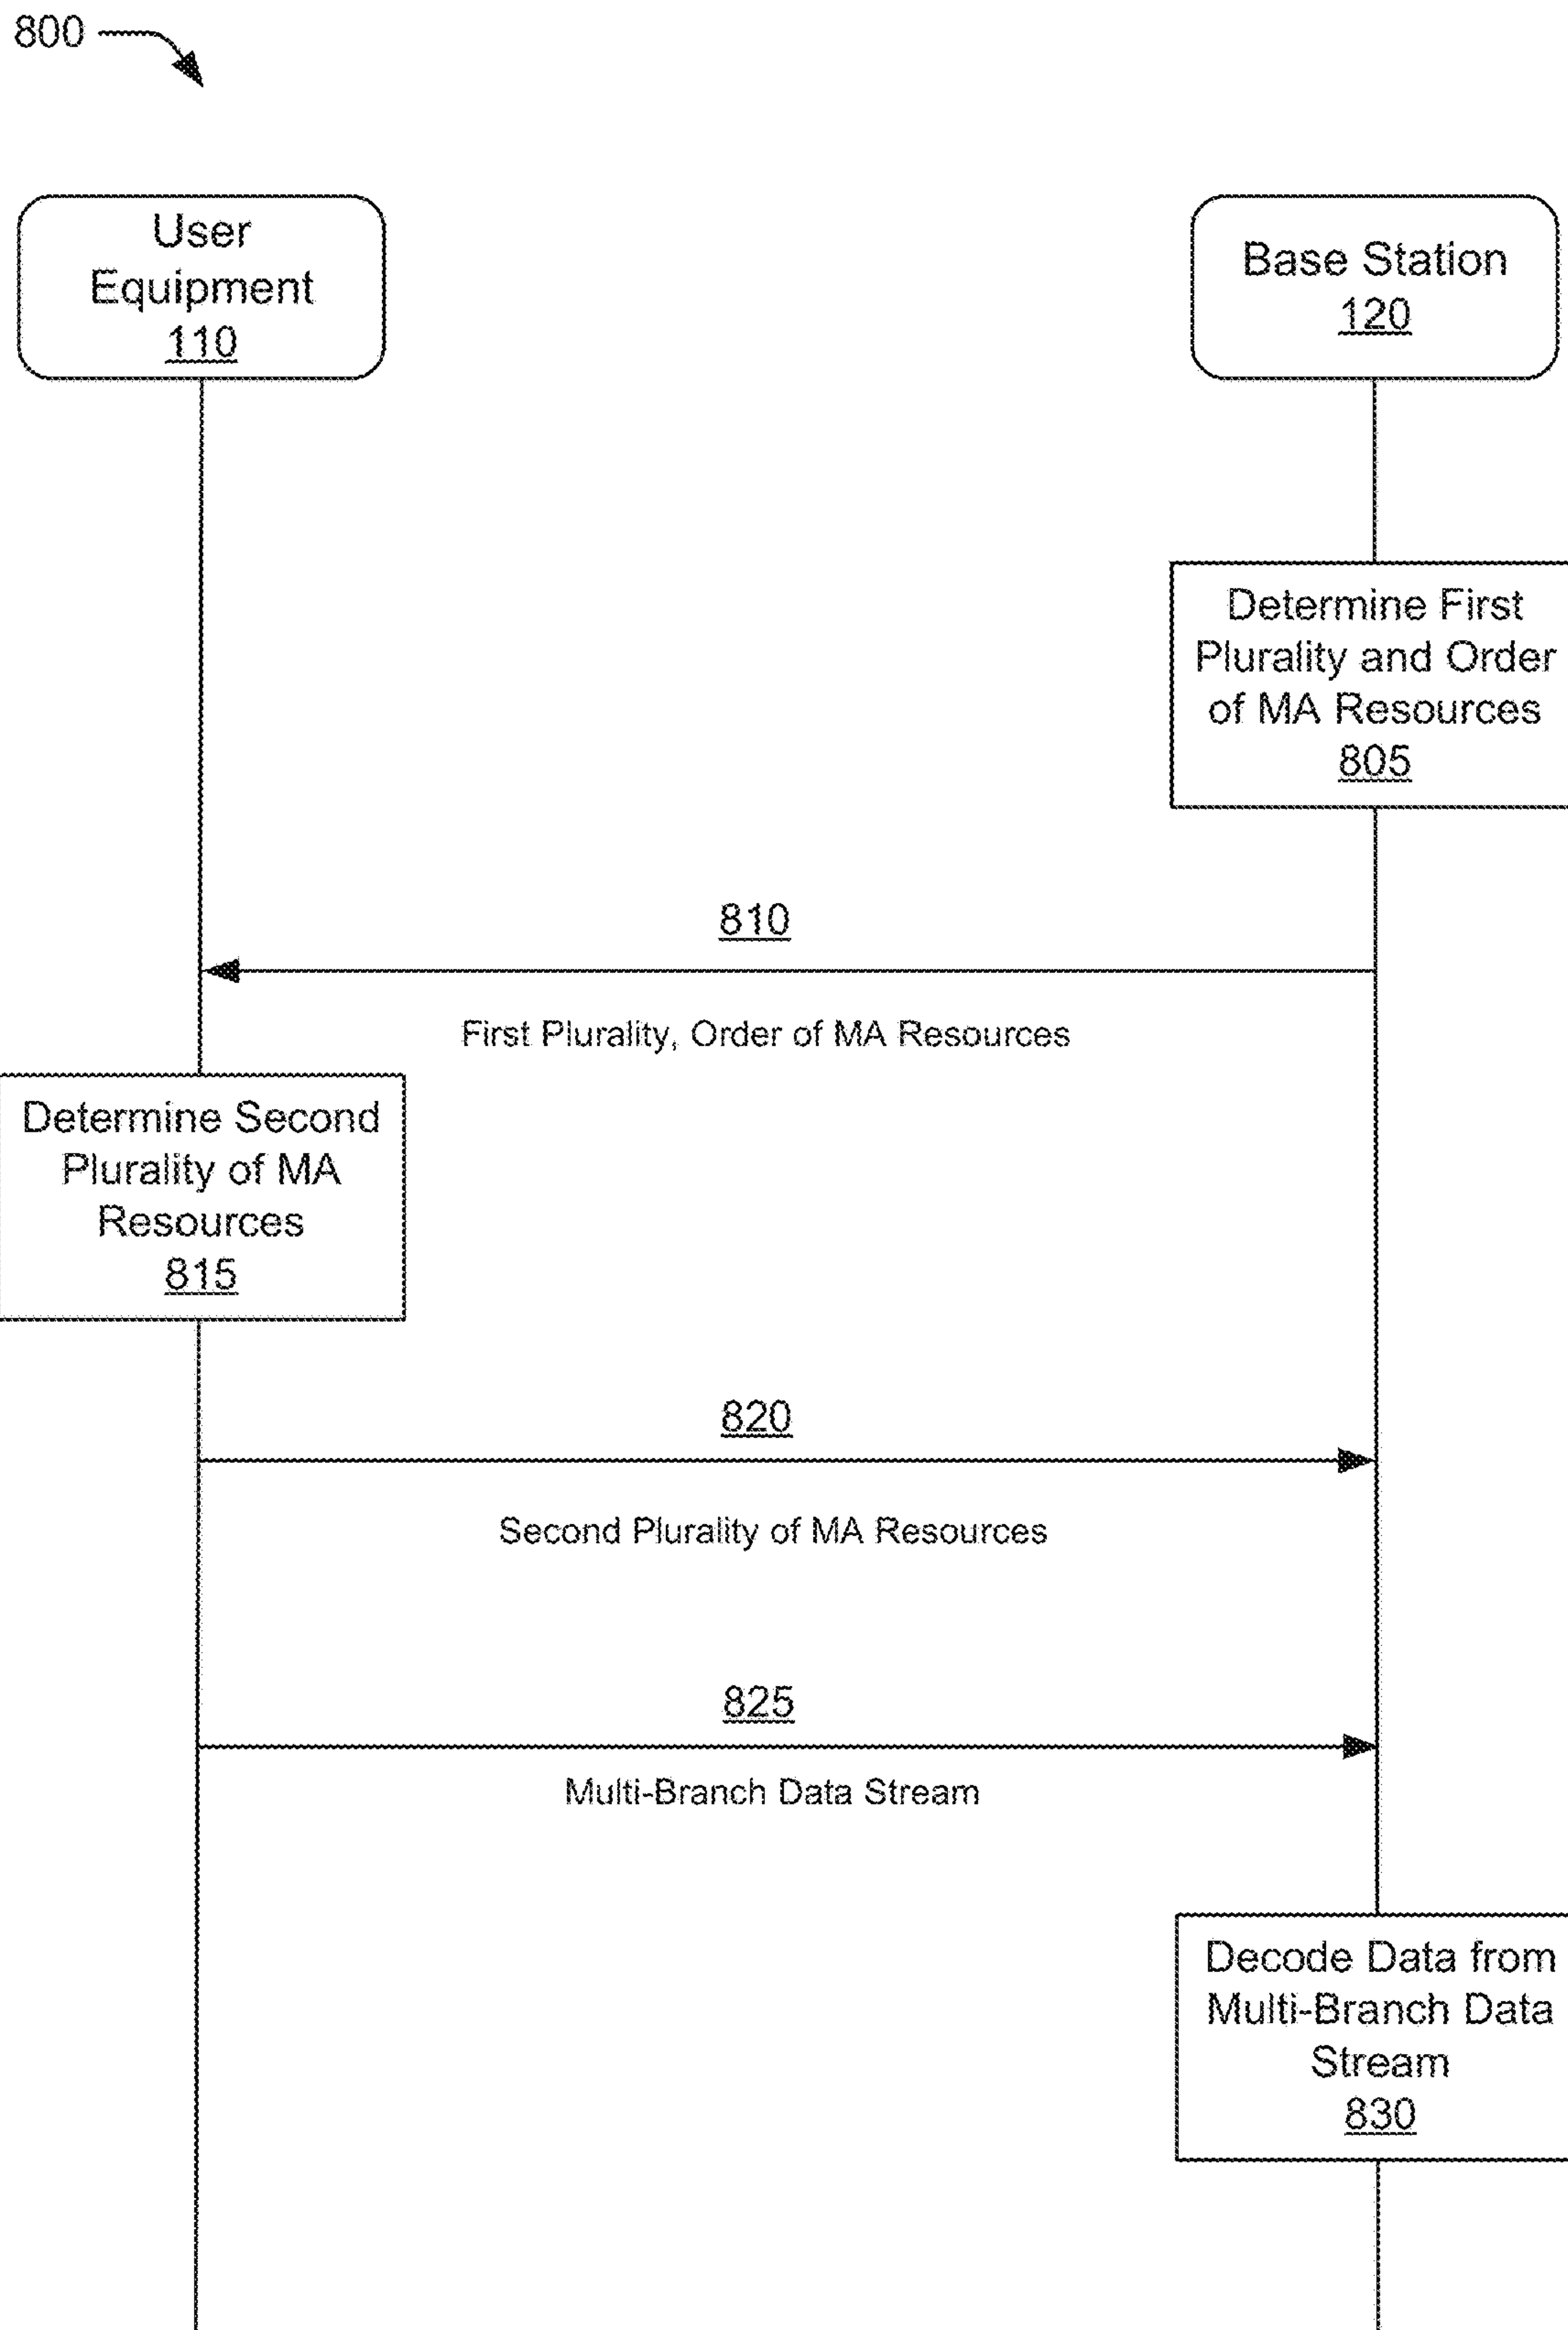 800
User
Equipment
110
Base Station
120
Determine First
Plurality and Order
of MA Resources
805
810
First Plurality, Order of MA Resources
Determine Second
Plurality of MA
Resources
815
820
Second Plurality of MA Resources
825
Multi-Branch Data Stream
Decode Data from
Multi-Branch Data
Stream
830